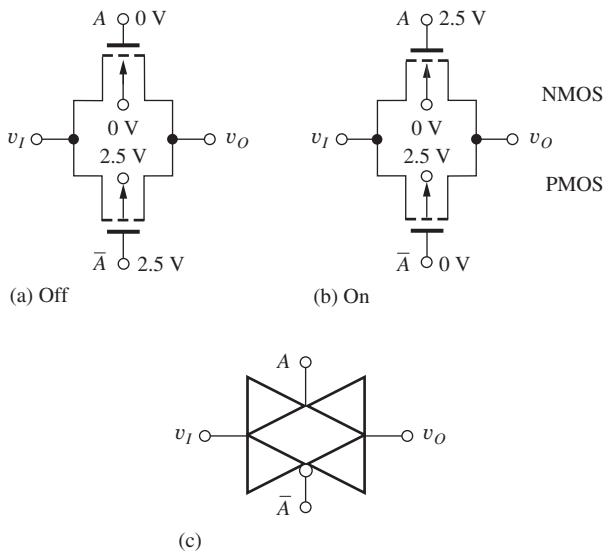 A 0 V
A 2.5 V
NMOS
0 V
0 V
v_I
v_O
v_I
v_O
2.5 V
2.5 V
PMOS
A̅ 2.5 V
A̅ 0 V
(a) Off
(b) On
A
v_I
v_O
A̅
(c)